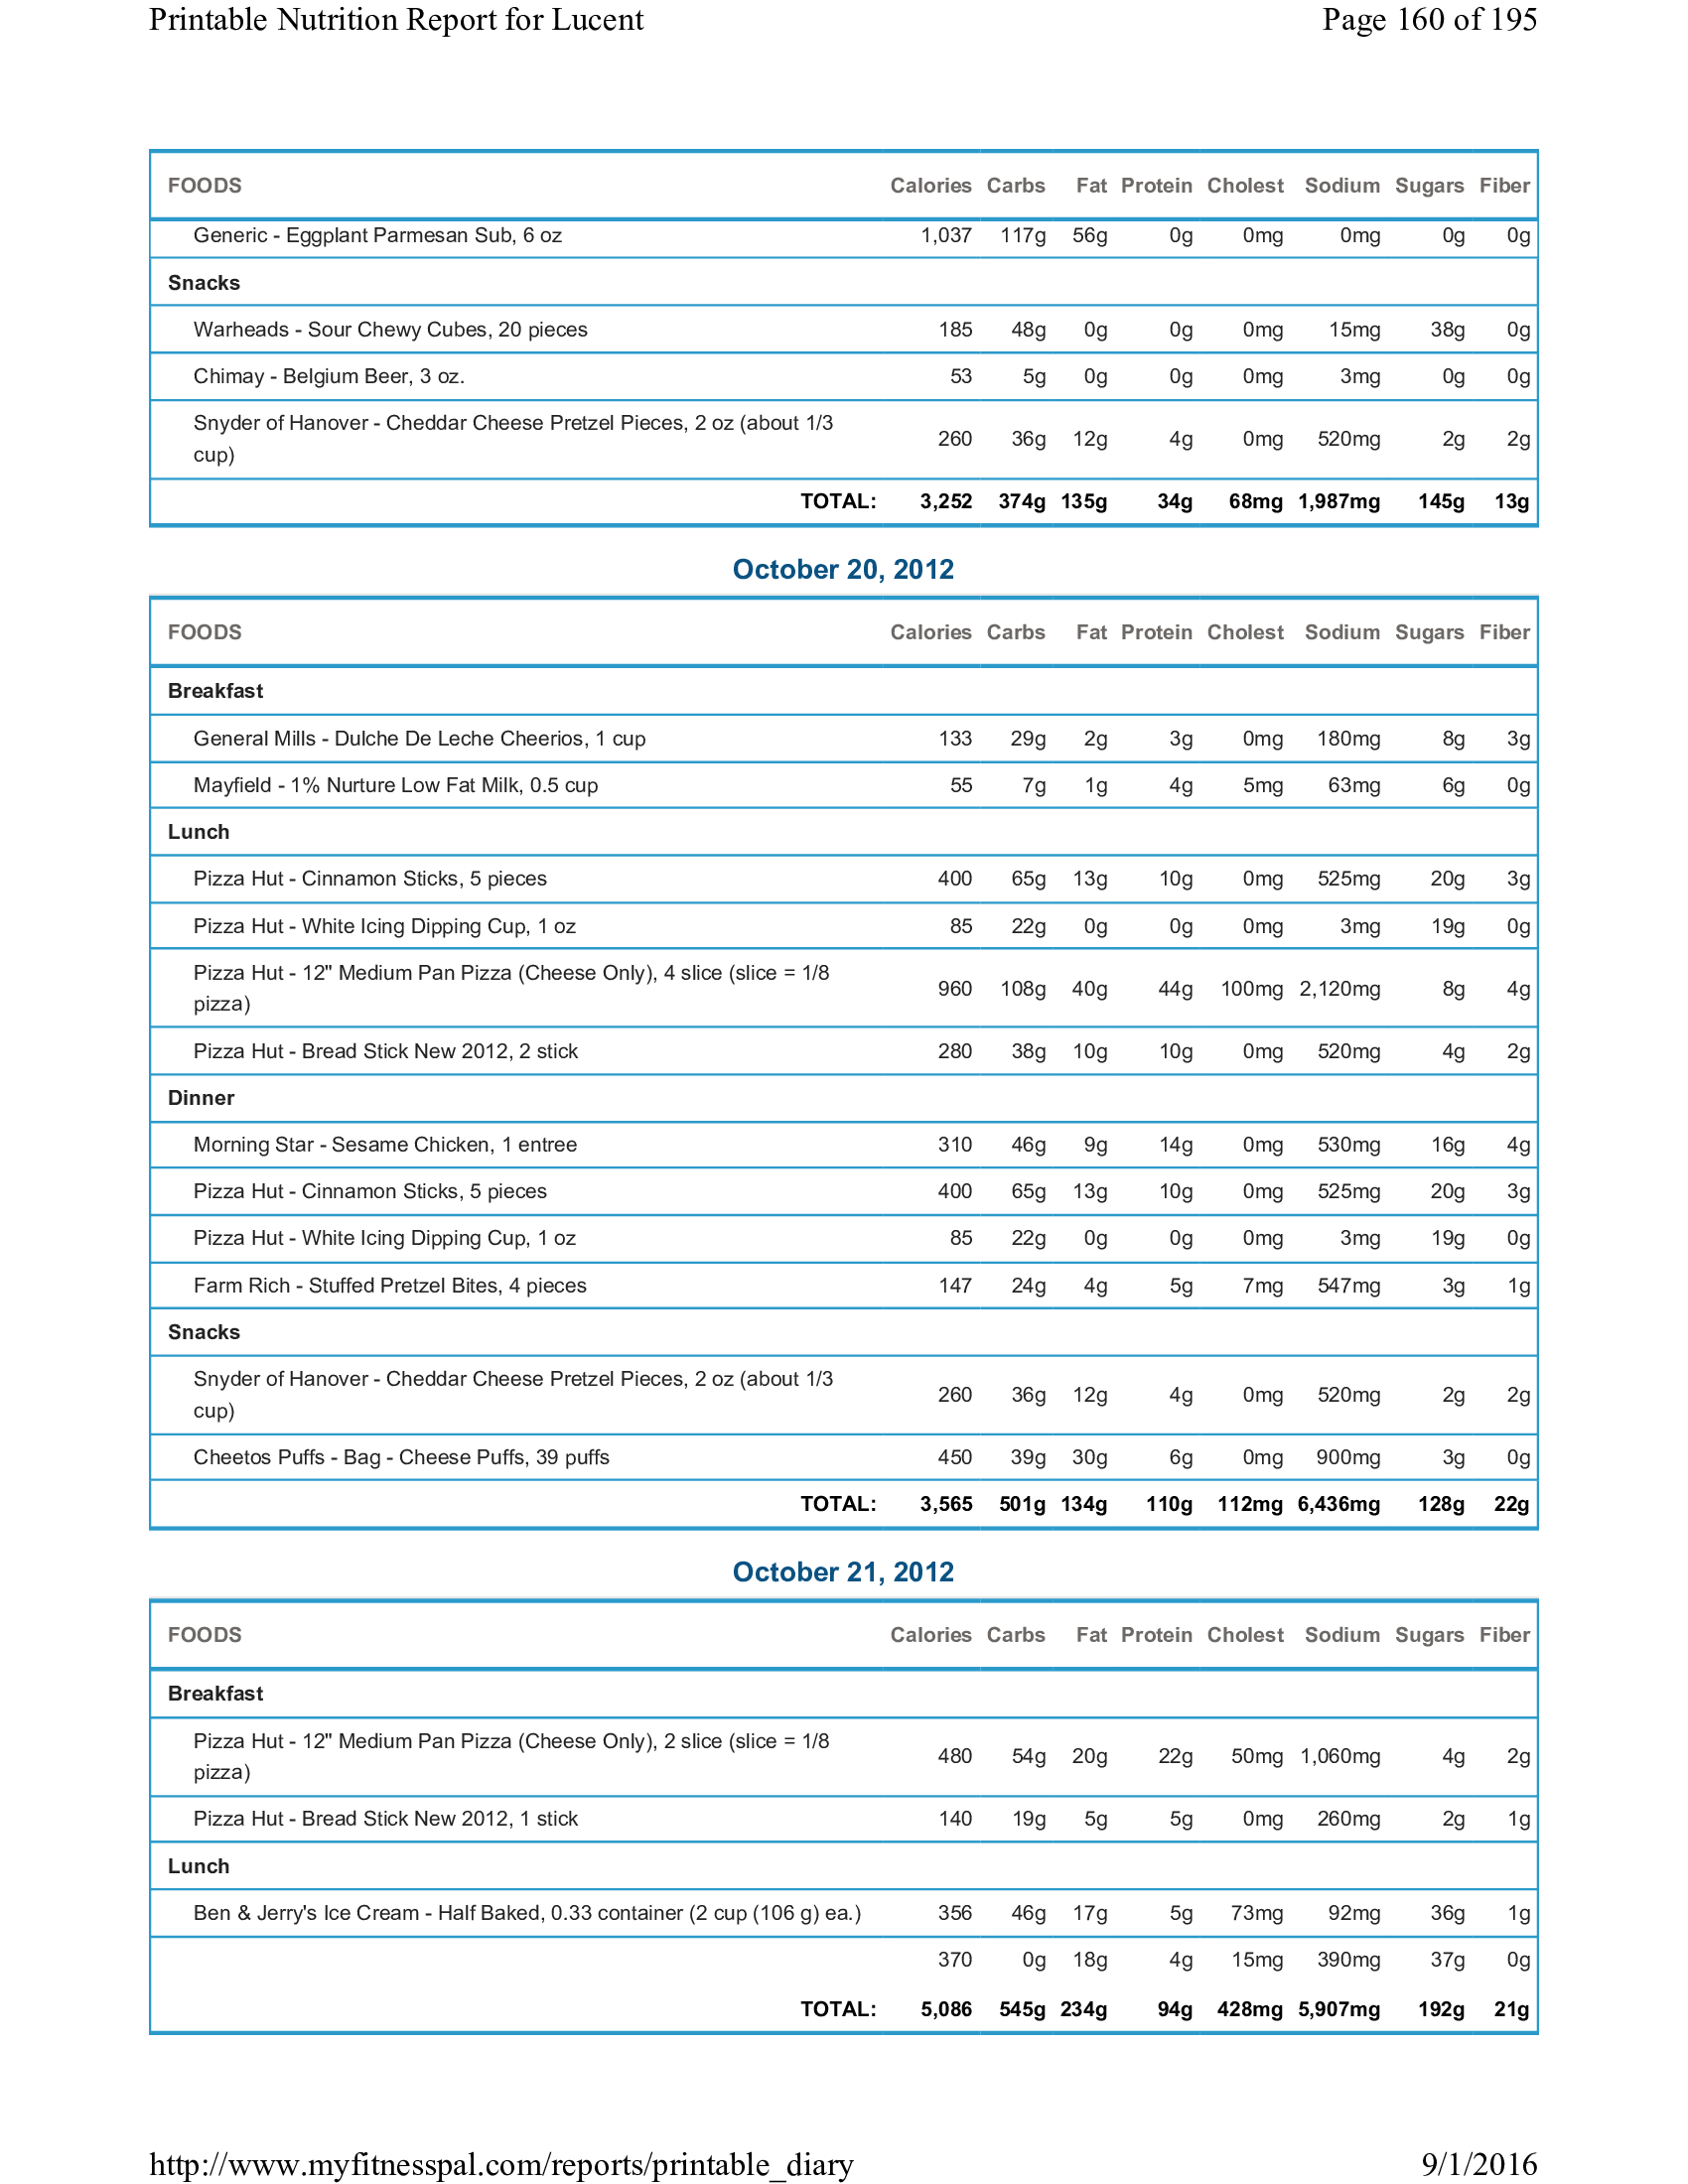 Printable Nutrition Report for Lucent Page 160 of 195
FOODS Calories Carbs Fat Protein Cholest Sodium Sugars Fiber
Generic - Eggplant Parmesan Sub, 6 oz 1,037 117g 56g 0g 0mg 0mg 0g 0g
Snacks
Warheads - Sour Chewy Cubes, 20 pieces 185 48g 0g 0g 0mg 15mg 38g 0g
Chimay - Belgium Beer, 3 oz. 53 5g 0g 0g 0mg 3mg 0g 0g
Snyder of Hanover - Cheddar Cheese Pretzel Pieces, 2 oz (about 1/3
cup) 260 36g 12g 4g 0mg 520mg 2g 2g
TOTAL: 3,252 374g 135g 34g 68mg 1,987mg 145g 13g
October 20, 2012
FOODS Calories Carbs Fat Protein Cholest Sodium Sugars Fiber
Breakfast
General Mills - Dulche De Leche Cheerios, 1 cup 133 29g 2g 3g 0mg 180mg 8g 3g
Mayfield - 1% Nurture Low Fat Milk, 0.5 cup 55 7g 1g 4g 5mg 63mg 6g 0g
Lunch
Pizza Hut - Cinnamon Sticks, 5 pieces 400 65g 13g 10g 0mg 525mg 20g 3g
Pizza Hut - White Icing Dipping Cup, 1 oz 85 22g 0g 0g 0mg 3mg 19g 0g
Pizza Hut - 12" Medium Pan Pizza (Cheese Only), 4 slice (slice = 1/8
pizza) 960 108g 40g 44g 100mg 2,120mg 8g 4g
Pizza Hut - Bread Stick New 2012, 2 stick 280 38g 10g 10g 0mg 520mg 4g 2g
Dinner
Morning Star - Sesame Chicken, 1 entree 310 46g 9g 14g 0mg 530mg 16g 4g
Pizza Hut - Cinnamon Sticks, 5 pieces 400 65g 13g 10g 0mg 525mg 20g 3g
Pizza Hut - White Icing Dipping Cup, 1 oz 85 22g 0g 0g 0mg 3mg 19g 0g
Farm Rich - Stuffed Pretzel Bites, 4 pieces 147 24g 4g 5g 7mg 547mg 3g 1g
Snacks
Snyder of Hanover - Cheddar Cheese Pretzel Pieces, 2 oz (about 1/3
cup) 260 36g 12g 4g 0mg 520mg 2g 2g
Cheetos Puffs - Bag - Cheese Puffs, 39 puffs 450 39g 30g 6g 0mg 900mg 3g 0g
TOTAL: 3,565 501g 134g 110g 112mg 6,436mg 128g 22g
October 21, 2012
FOODS Calories Carbs Fat Protein Cholest Sodium Sugars Fiber
Breakfast
Pizza Hut - 12" Medium Pan Pizza (Cheese Only), 2 slice (slice = 1/8
pizza) 480 54g 20g 22g 50mg 1,060mg 4g 2g
Pizza Hut - Bread Stick New 2012, 1 stick 140 19g 5g 5g 0mg 260mg 2g 1g
Lunch
Ben & Jerry's Ice Cream - Half Baked, 0.33 container (2 cup (106 g) ea.) 356 46g 17g 5g 73mg 92mg 36g 1g
370 0g 18g 4g 15mg 390mg 37g 0g
TOTAL: 5,086 545g 234g 94g 428mg 5,907mg 192g 21g
http://www.myfitnesspal.com/reports/printable_diary 9/1/2016